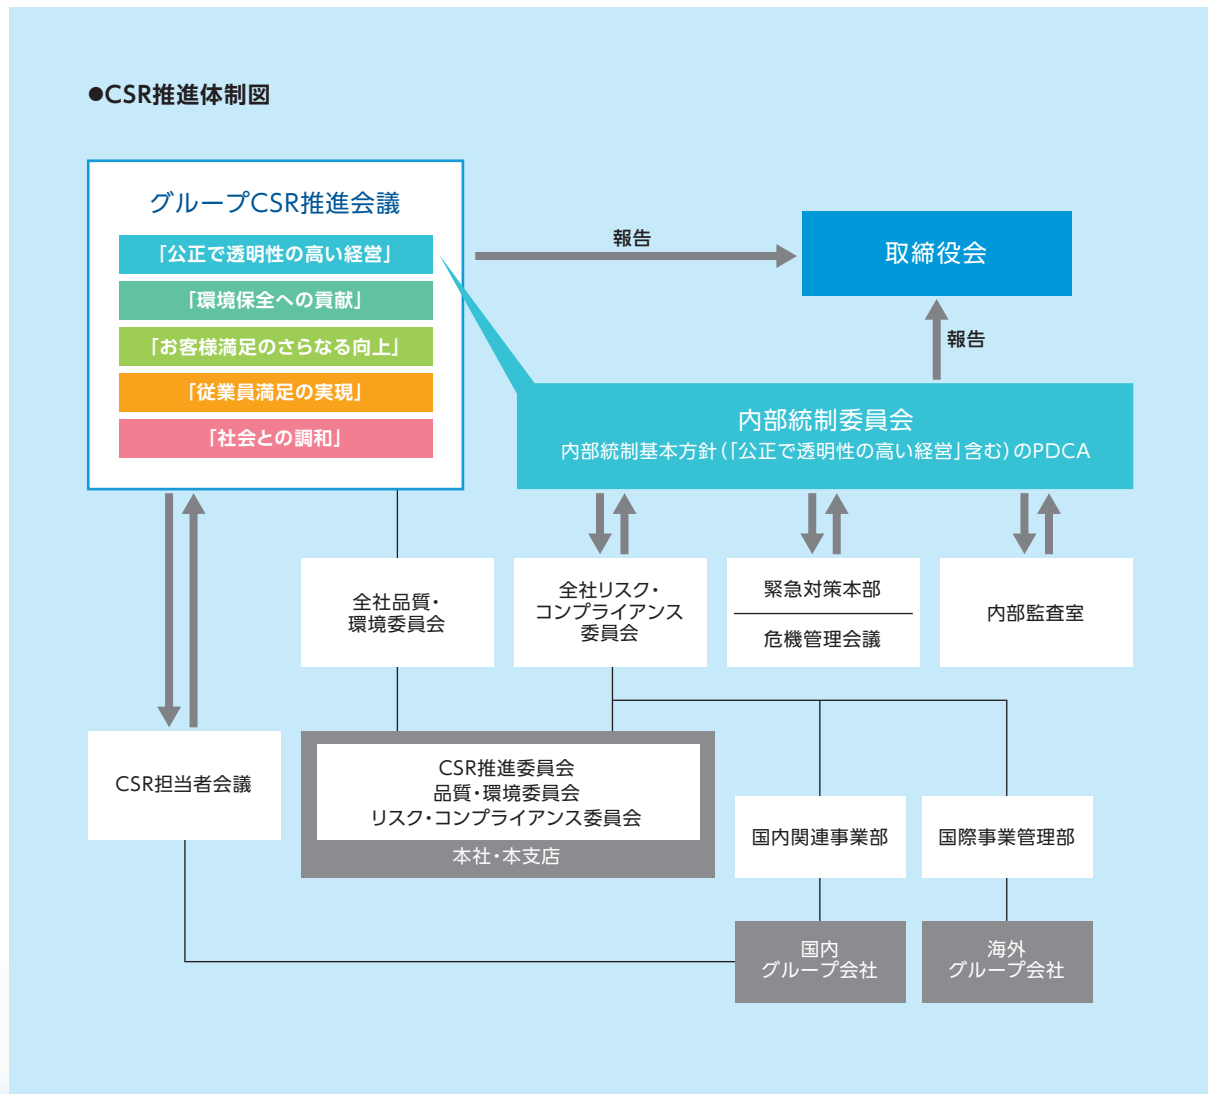 ●CSR推進体制図
グループCSR推進会議
「公正で透明性の高い経営」
「環境保全への貢献」
「お客様満足のさらなる向上」
「従業員満足の実現」
「社会との調和」
報告
取締役会
報告
内部統制委員会
内部統制基本方針（「公正で透明性の高い経営」含む）のPDCA
全社品質・
環境委員会
全社リスク・
コンプライアンス
委員会
緊急対策本部
危機管理会議
内部監査室
CSR担当者会議
CSR推進委員会
品質・環境委員会
リスク・コンプライアンス委員会
本社・本支店
国内関連事業部
国際事業管理部
国内
グループ会社
海外
グループ会社